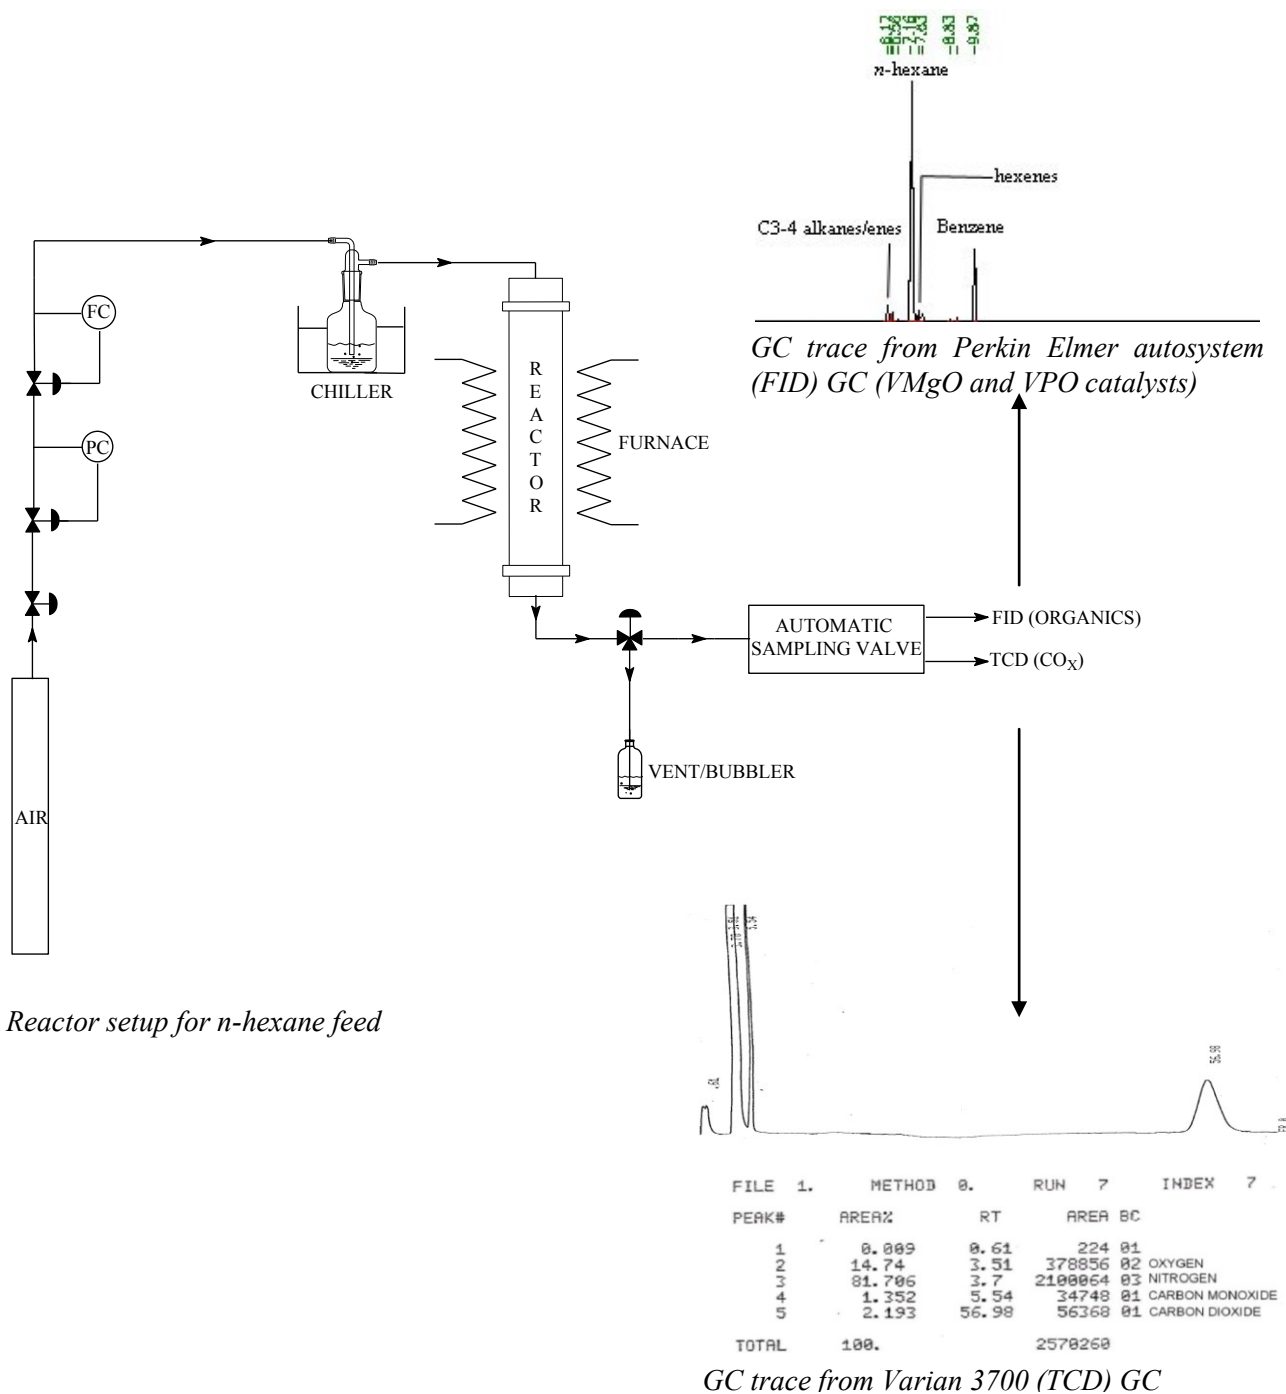 n-hexane
hexenes
C3-4 alkanes/enes
Benzene
GC trace from Perkin Elmer autosystem
(FID) GC (VMgO and VPO catalysts)
FC
PC
CHILLER
REACTOR
FURNACE
AUTOMATIC
SAMPLING VALVE
FID (ORGANICS)
TCD (COX)
VENT/BUBBLER
AIR
Reactor setup for n-hexane feed
.61
56.98
FILE 1. METHOD 0. RUN 7 INDEX 7
PEAK# AREA% RT AREA BC
1 0.009 0.61 224 01
2 14.74 3.51 378856 02 OXYGEN
3 81.706 3.7 2100064 03 NITROGEN
4 1.352 5.54 34748 01 CARBON MONOXIDE
5 2.193 56.98 56368 01 CARBON DIOXIDE
TOTAL 100. 2570260
GC trace from Varian 3700 (TCD) GC